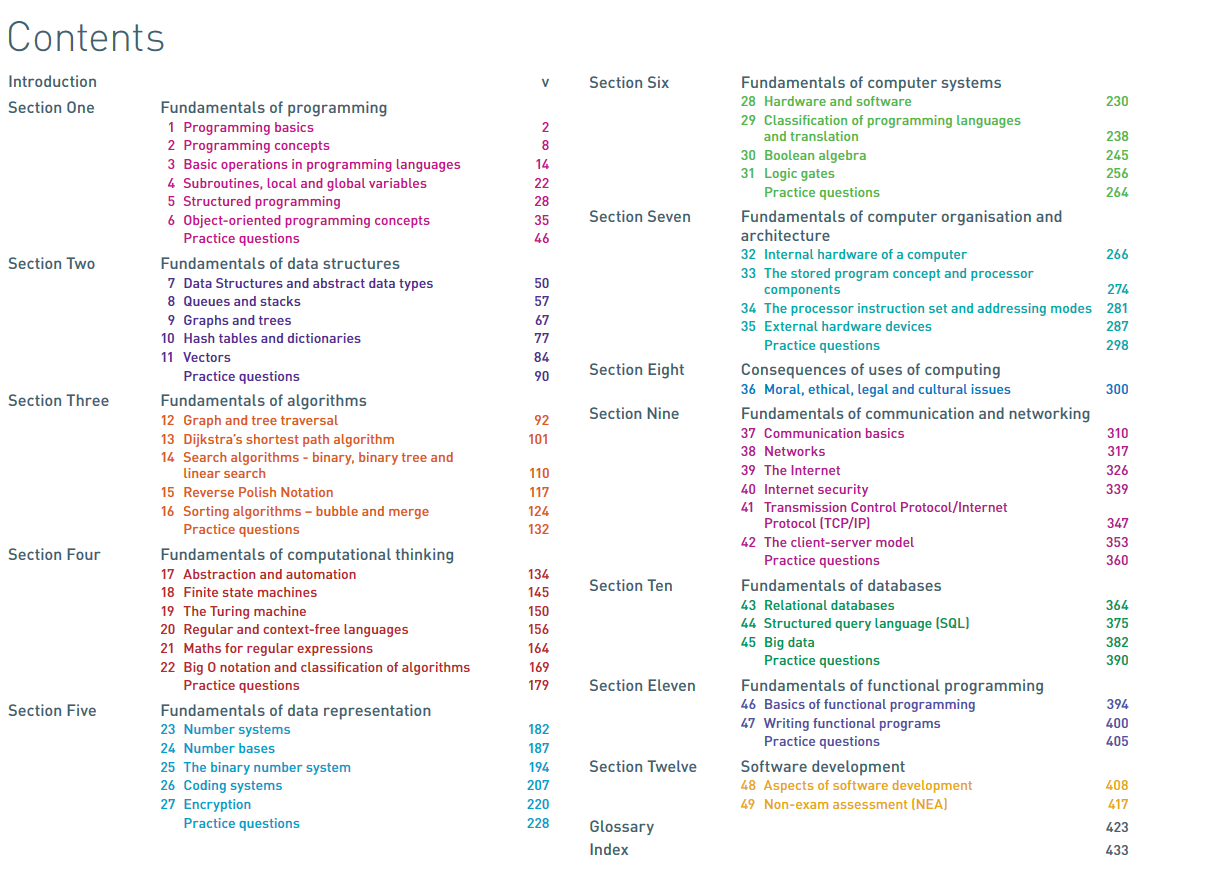 Contents
Introduction v
Section One Fundamentals of programming
1 Programming basics 2
2 Programming concepts 8
3 Basic operations in programming languages 14
4 Subroutines, local and global variables 22
5 Structured programming 28
6 Object-oriented programming concepts 35
Practice questions 46
Section Two Fundamentals of data structures
7 Data Structures and abstract data types 50
8 Queues and stacks 57
9 Graphs and trees 67
10 Hash tables and dictionaries 77
11 Vectors 84
Practice questions 90
Section Three Fundamentals of algorithms
12 Graph and tree traversal 92
13 Dijkstra's shortest path algorithm 101
14 Search algorithms - binary, binary tree and
linear search 110
15 Reverse Polish Notation 117
16 Sorting algorithms – bubble and merge 124
Practice questions 132
Section Four Fundamentals of computational thinking
17 Abstraction and automation 134
18 Finite state machines 145
19 The Turing machine 150
20 Regular and context-free languages 156
21 Maths for regular expressions 164
22 Big O notation and classification of algorithms 169
Practice questions 179
Section Five Fundamentals of data representation
23 Number systems 182
24 Number bases 187
25 The binary number system 194
26 Coding systems 207
27 Encryption 220
Practice questions 228
Section Six Fundamentals of computer systems
28 Hardware and software 230
29 Classification of programming languages
and translation 238
30 Boolean algebra 245
31 Logic gates 256
Practice questions 264
Section Seven Fundamentals of computer organisation and
architecture
32 Internal hardware of a computer 266
33 The stored program concept and processor
components 274
34 The processor instruction set and addressing modes 281
35 External hardware devices 287
Practice questions 298
Section Eight Consequences of uses of computing
36 Moral, ethical, legal and cultural issues 300
Section Nine Fundamentals of communication and networking
37 Communication basics 310
38 Networks 317
39 The Internet 326
40 Internet security 339
41 Transmission Control Protocol/Internet
Protocol (TCP/IP) 347
42 The client-server model 353
Practice questions 360
Section Ten Fundamentals of databases
43 Relational databases 364
44 Structured query language (SQL) 375
45 Big data 382
Practice questions 390
Section Eleven Fundamentals of functional programming
46 Basics of functional programming 394
47 Writing functional programs 400
Practice questions 405
Section Twelve Software development
48 Aspects of software development 408
49 Non-exam assessment (NEA) 417
Glossary 423
Index 433